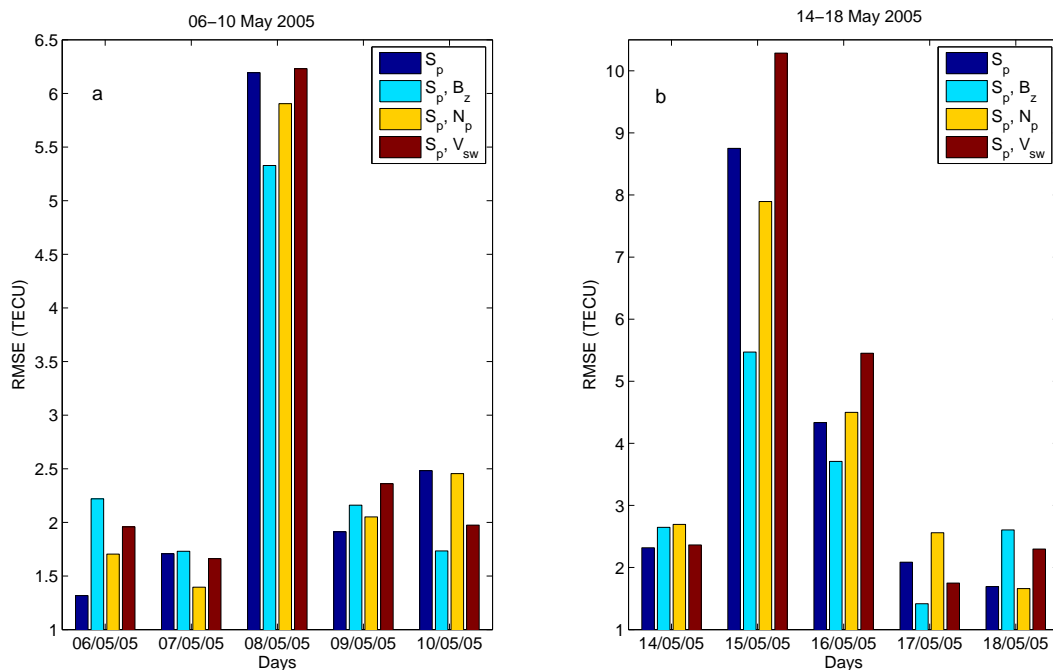 06−10 May 2005
a
S_p
S_p, B_z
S_p, N_p
S_p, V_sw
6.5
6
5.5
5
4.5
4
3.5
3
2.5
2
1.5
1
RMSE (TECU)
06/05/05 07/05/05 08/05/05 09/05/05 10/05/05
Days
14−18 May 2005
b
S_p
S_p, B_z
S_p, N_p
S_p, V_sw
10
9
8
7
6
5
4
3
2
1
RMSE (TECU)
14/05/05 15/05/05 16/05/05 17/05/05 18/05/05
Days